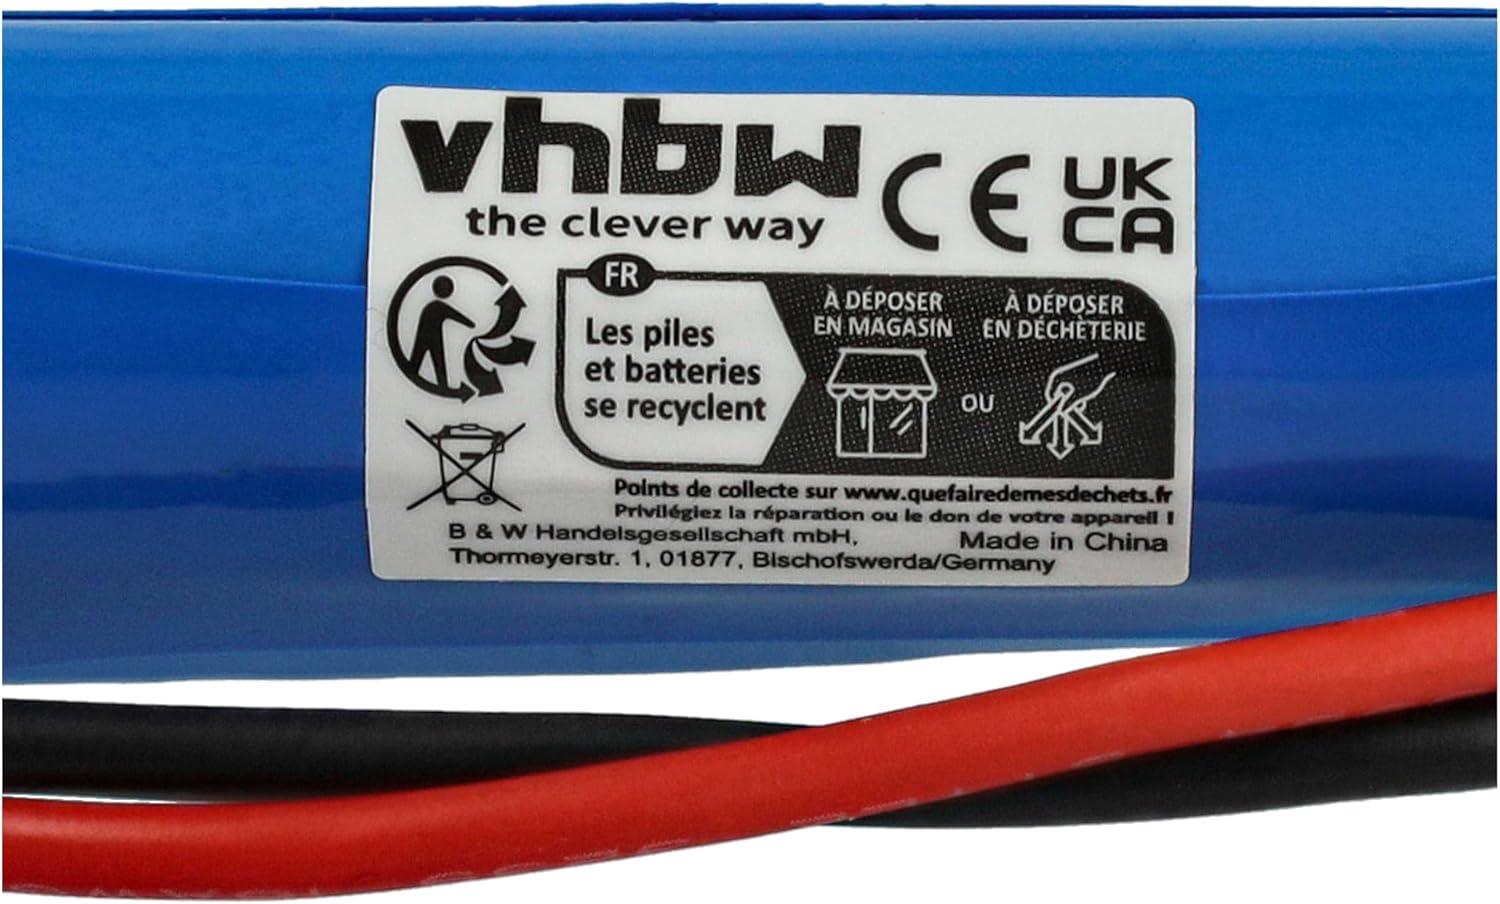 vhbw
the clever way
CE
UK
CA
FR
Les piles
et batteries
se recyclent
À DÉPOSER
EN MAGASIN
OU
À DÉPOSER
EN DÉCHÈTERIE
Points de collecte sur www.quefairedemesdechets.fr
Privilégiez la réparation ou le don de votre appareil !
B & W Handelsgesellschaft mbH,
Made in China
Thormeyerstr. 1, 01877, Bischofswerda/Germany